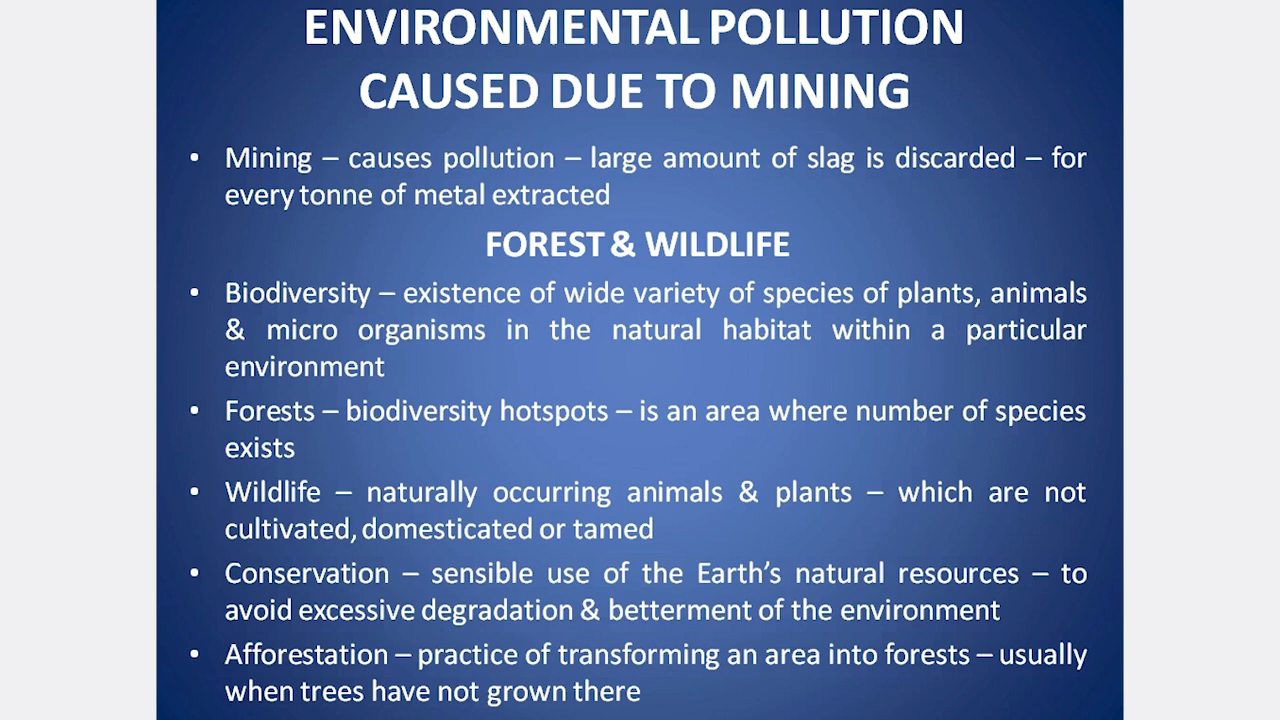 ENVIRONMENTAL POLLUTION
CAUSED DUE TO MINING
• Mining – causes pollution – large amount of slag is discarded – for
every tonne of metal extracted
FOREST & WILDLIFE
• Biodiversity – existence of wide variety of species of plants, animals
& micro organisms in the natural habitat within a particular
environment
• Forests – biodiversity hotspots – is an area where number of species
exists
• Wildlife – naturally occurring animals & plants – which are not
cultivated, domesticated or tamed
• Conservation – sensible use of the Earth’s natural resources – to
avoid excessive degradation & betterment of the environment
• Afforestation – practice of transforming an area into forests – usually
when trees have not grown there